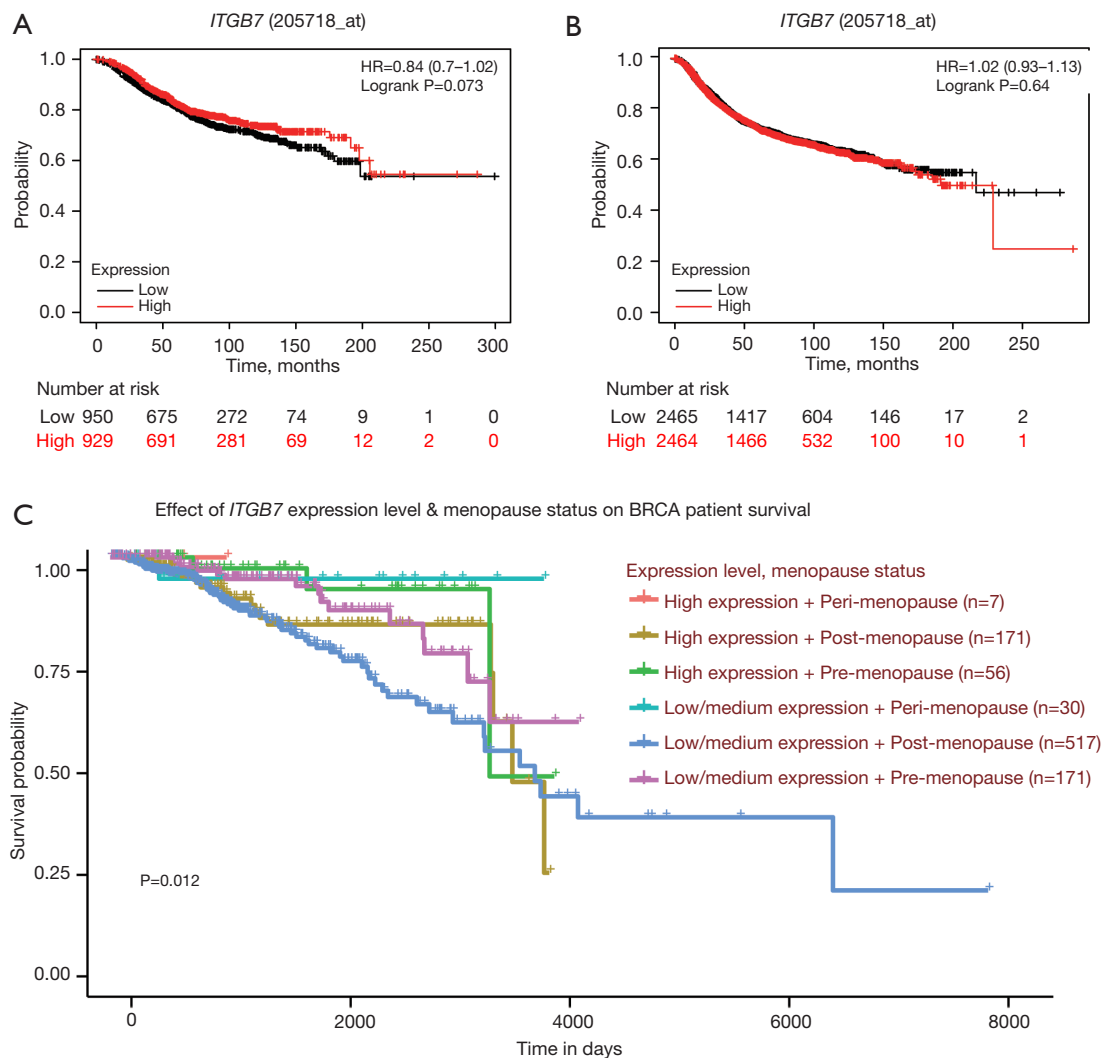 A
ITGB7 (205718_at)
HR=0.84 (0.7–1.02)
Logrank P=0.073
1.0
0.8
0.6
0.4
0.2
0.0
Probability
Expression
Low
High
0 50 100 150 200 250 300
Time, months
Number at risk
Low 950 675 272 74 9 1 0
High 929 691 281 69 12 2 0
B
ITGB7 (205718_at)
HR=1.02 (0.93–1.13)
Logrank P=0.64
1.0
0.8
0.6
0.4
0.2
0.0
Probability
Expression
Low
High
0 50 100 150 200 250
Time, months
Number at risk
Low 2465 1417 604 146 17 2
High 2464 1466 532 100 10 1
C
Effect of ITGB7 expression level & menopause status on BRCA patient survival
1.00
0.75
0.50
0.25
0.00
Survival probability
P=0.012
Expression level, menopause status
High expression + Peri-menopause (n=7)
High expression + Post-menopause (n=171)
High expression + Pre-menopause (n=56)
Low/medium expression + Peri-menopause (n=30)
Low/medium expression + Post-menopause (n=517)
Low/medium expression + Pre-menopause (n=171)
0 2000 4000 6000 8000
Time in days